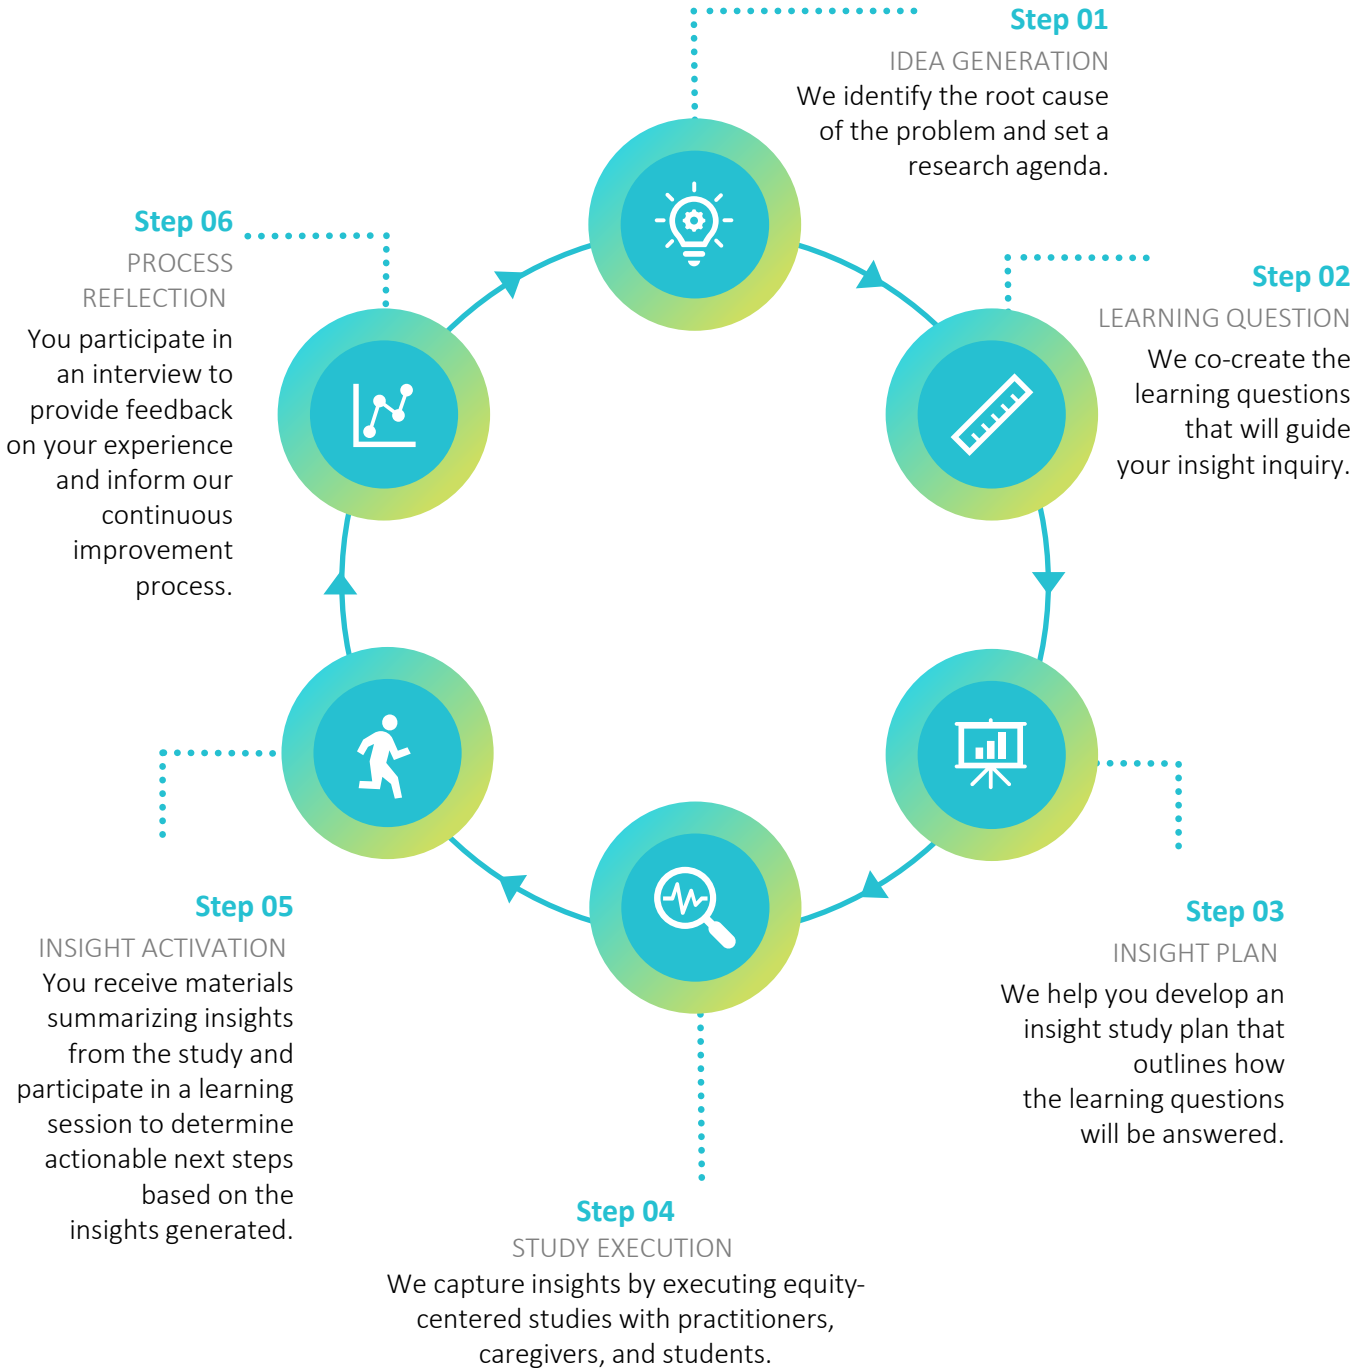 Step 01
IDEA GENERATION
We identify the root cause
of the problem and set a
research agenda.
Step 02
LEARNING QUESTION
We co-create the
learning questions
that will guide
your insight inquiry.
Step 03
INSIGHT PLAN
We help you develop an
insight study plan that
outlines how
the learning questions
will be answered.
Step 04
STUDY EXECUTION
We capture insights by executing equity-
centered studies with practitioners,
caregivers, and students.
Step 05
INSIGHT ACTIVATION
You receive materials
summarizing insights
from the study and
participate in a learning
session to determine
actionable next steps
based on the
insights generated.
Step 06
PROCESS
REFLECTION
You participate in
an interview to
provide feedback
on your experience
and inform our
continuous
improvement
process.